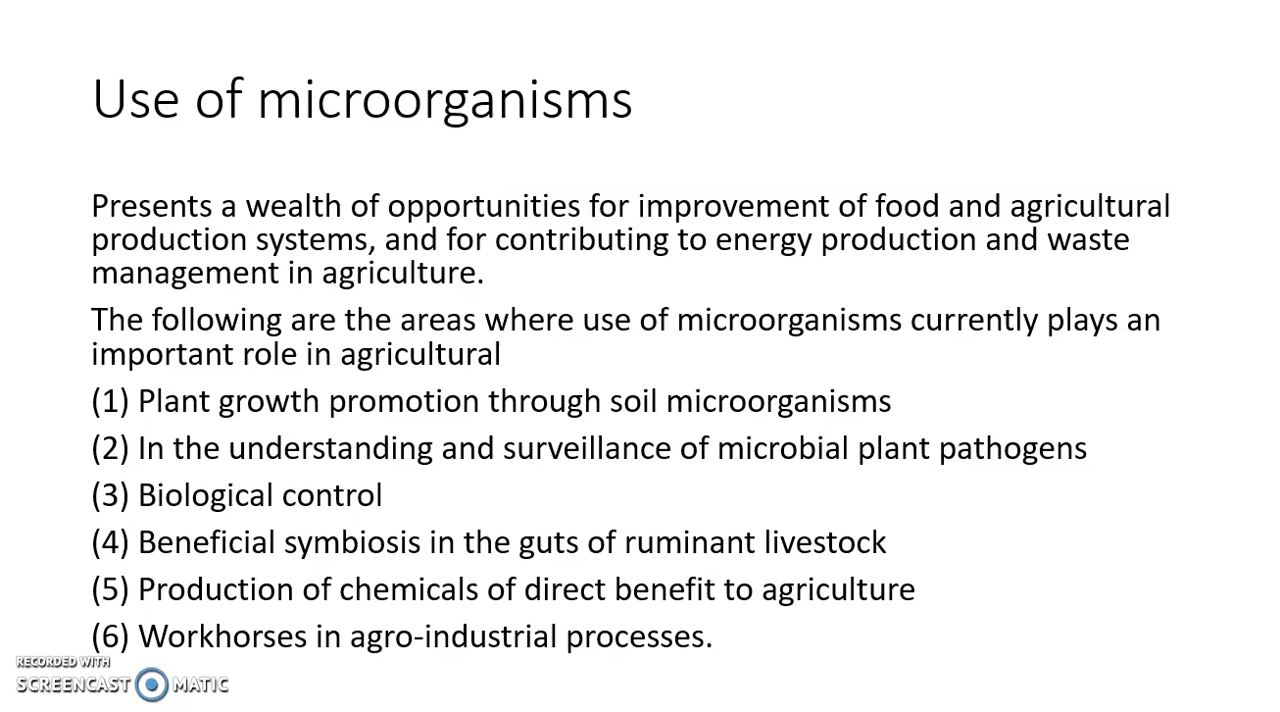 Use of microorganisms
Presents a wealth of opportunities for improvement of food and agricultural
production systems, and for contributing to energy production and waste
management in agriculture.
The following are the areas where use of microorganisms currently plays an
important role in agricultural
(1) Plant growth promotion through soil microorganisms
(2) In the understanding and surveillance of microbial plant pathogens
(3) Biological control
(4) Beneficial symbiosis in the guts of ruminant livestock
(5) Production of chemicals of direct benefit to agriculture
(6) Workhorses in agro-industrial processes.
RECORDED WITH
SCREENCAST MATIC